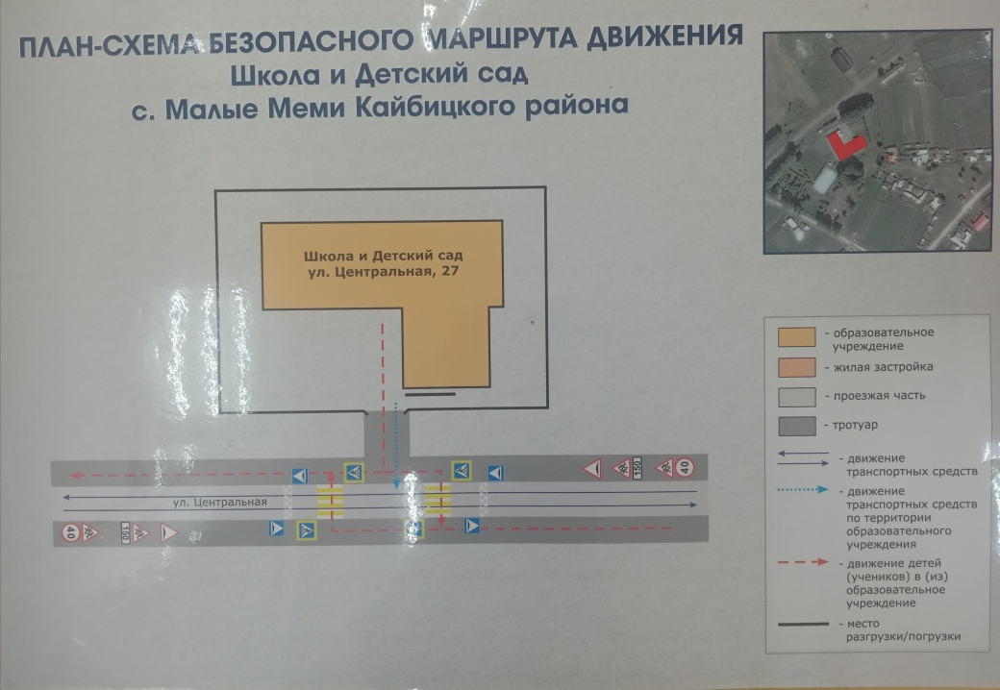 ПЛАН-СХЕМА БЕЗОПАСНОГО МАРШРУТА ДВИЖЕНИЯ
Школа и Детский сад
с. Малые Меми Кайбицкого района
Школа и Детский сад
ул. Центральная, 27
150
40
ул. Центральная
40
150
- образовательное
учреждение
- жилая застройка
- проезжая часть
- тротуар
- движение
транспортных средств
- движение
транспортных средств
по территории
образовательного
учреждения
- движение детей
(учеников) в (из)
образовательное
учреждение
- место
разгрузки/погрузки